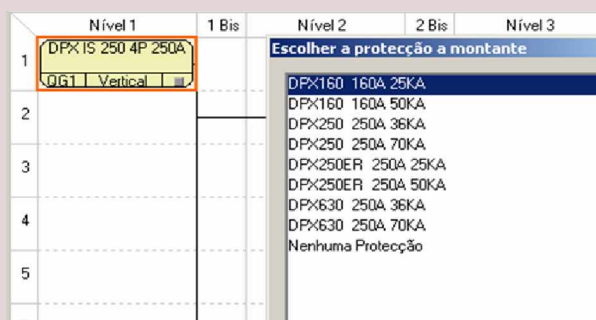 Nível 1 1 Bis Nível 2 2 Bis Nível 3
1
DPX IS 250 4P 250A
QG1 Vertical
Escolher a protecção a montante
DPX160 160A 25KA
DPX160 160A 50KA
DPX250 250A 36KA
DPX250 250A 70KA
DPX250ER 250A 25KA
DPX250ER 250A 50KA
DPX630 250A 36KA
DPX630 250A 70KA
Nenhuma Protecção
2
3
4
5